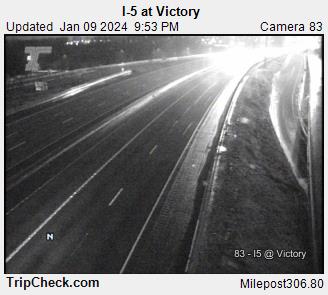 I-5 at Victory
Updated Jan 09 2024 9:53 PM Camera 83
N
83 - I5 @ Victory
TripCheck.com Milepost306.80